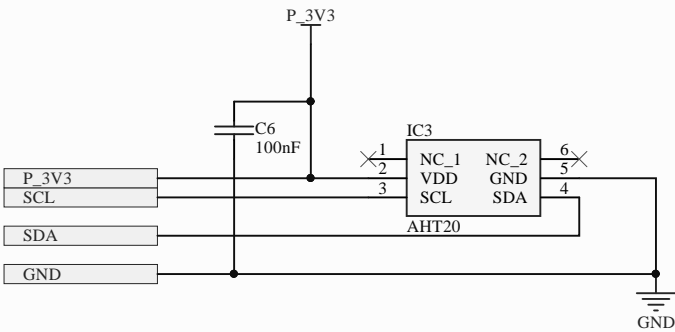 P_3V3
C6
100nF
IC3
1 NC_1 NC_2 6
2 VDD GND 5
3 SCL SDA 4
AHT20
P_3V3
SCL
SDA
GND
GND